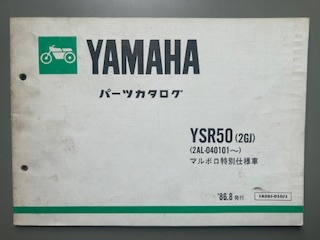 YAMAHA
パーツカタログ
YSR50 (2GJ)
(2AL-040101~)
マルボロ特別仕様車
'86.8 発行